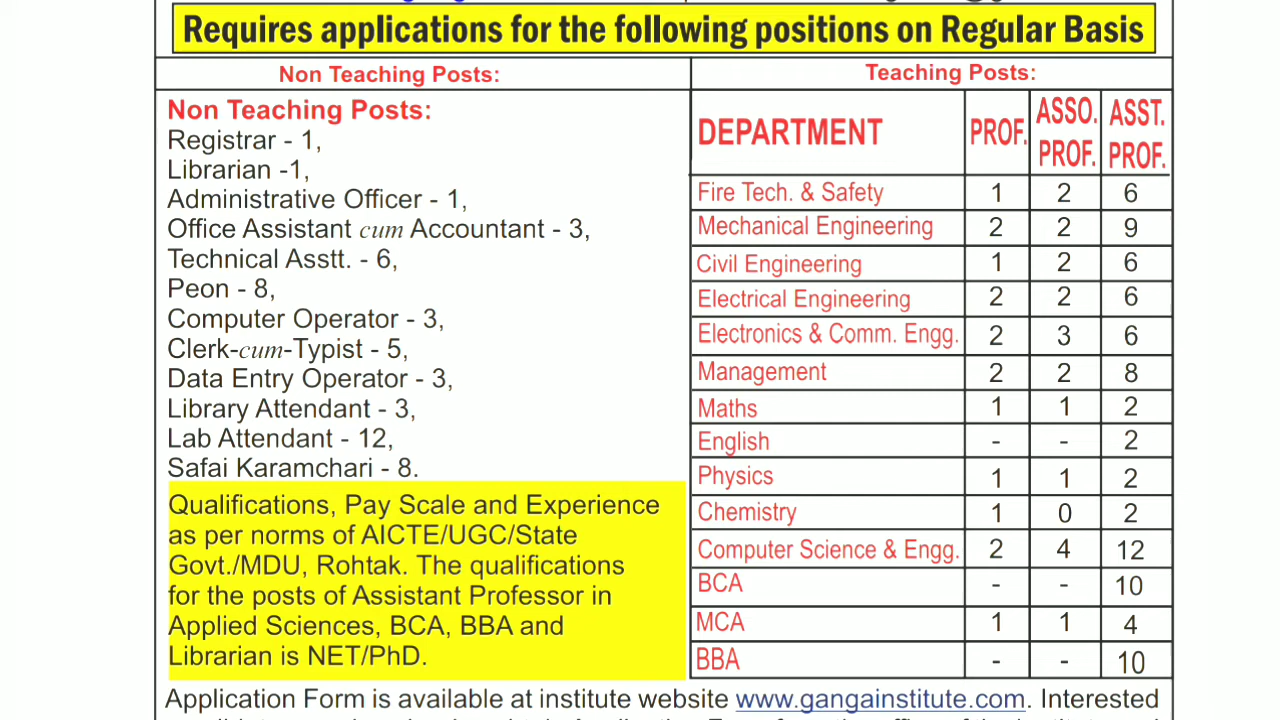 Requires applications for the following positions on Regular Basis
Non Teaching Posts:
Non Teaching Posts:
Registrar - 1,
Librarian -1,
Administrative Officer - 1,
Office Assistant cum Accountant - 3,
Technical Asstt. - 6,
Peon - 8,
Computer Operator - 3,
Clerk-cum-Typist - 5,
Data Entry Operator - 3,
Library Attendant - 3,
Lab Attendant - 12,
Safai Karamchari - 8.
Qualifications, Pay Scale and Experience
as per norms of AICTE/UGC/State
Govt./MDU, Rohtak. The qualifications
for the posts of Assistant Professor in
Applied Sciences, BCA, BBA and
Librarian is NET/PhD.
Teaching Posts:
DEPARTMENT PROF. ASSO. PROF. ASST. PROF.
Fire Tech. & Safety 1 2 6
Mechanical Engineering 2 2 9
Civil Engineering 1 2 6
Electrical Engineering 2 2 6
Electronics & Comm. Engg. 2 3 6
Management 2 2 8
Maths 1 1 2
English - - 2
Physics 1 1 2
Chemistry 1 0 2
Computer Science & Engg. 2 4 12
BCA - - 10
MCA 1 1 4
BBA - - 10
Application Form is available at institute website www.gangainstitute.com. Interested